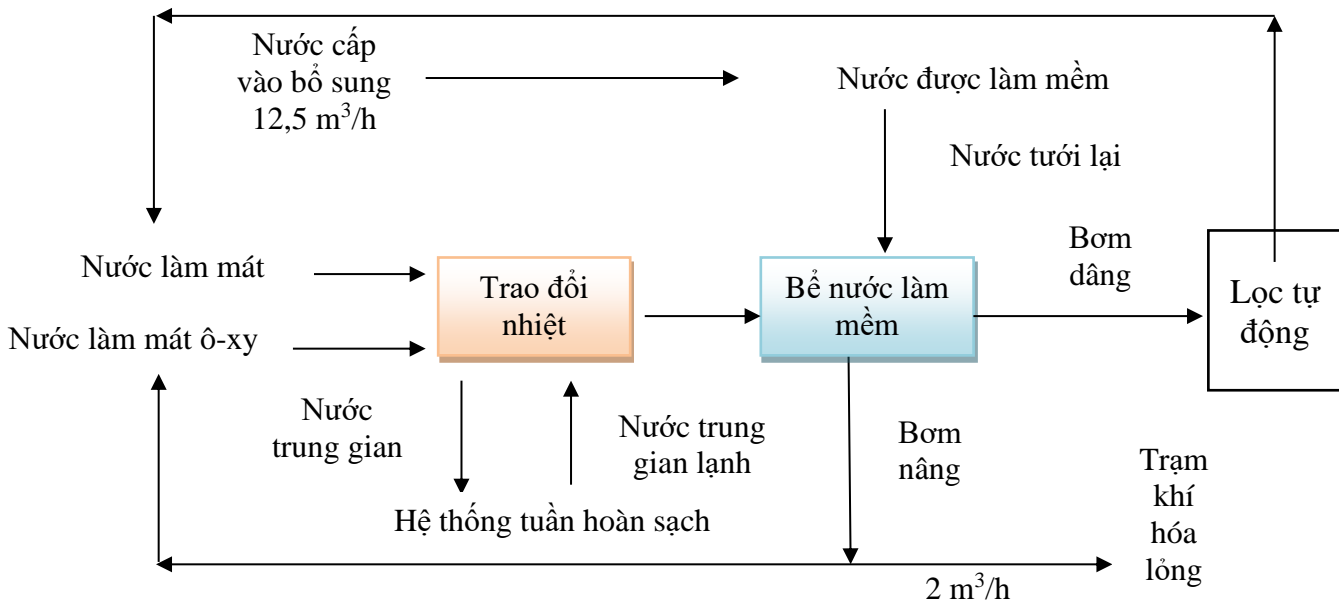 Nước cấp
vào bổ sung
12,5 m³/h
Nước được làm mềm
Nước tưới lại
Nước làm mát
Nước làm mát ô-xy
Trao đổi
nhiệt
Bể nước làm
mềm
Bơm
dâng
Lọc tự
động
Nước
trung gian
Nước trung
gian lạnh
Bơm
nâng
Hệ thống tuần hoàn sạch
Trạm
khí
hóa
lỏng
2 m³/h